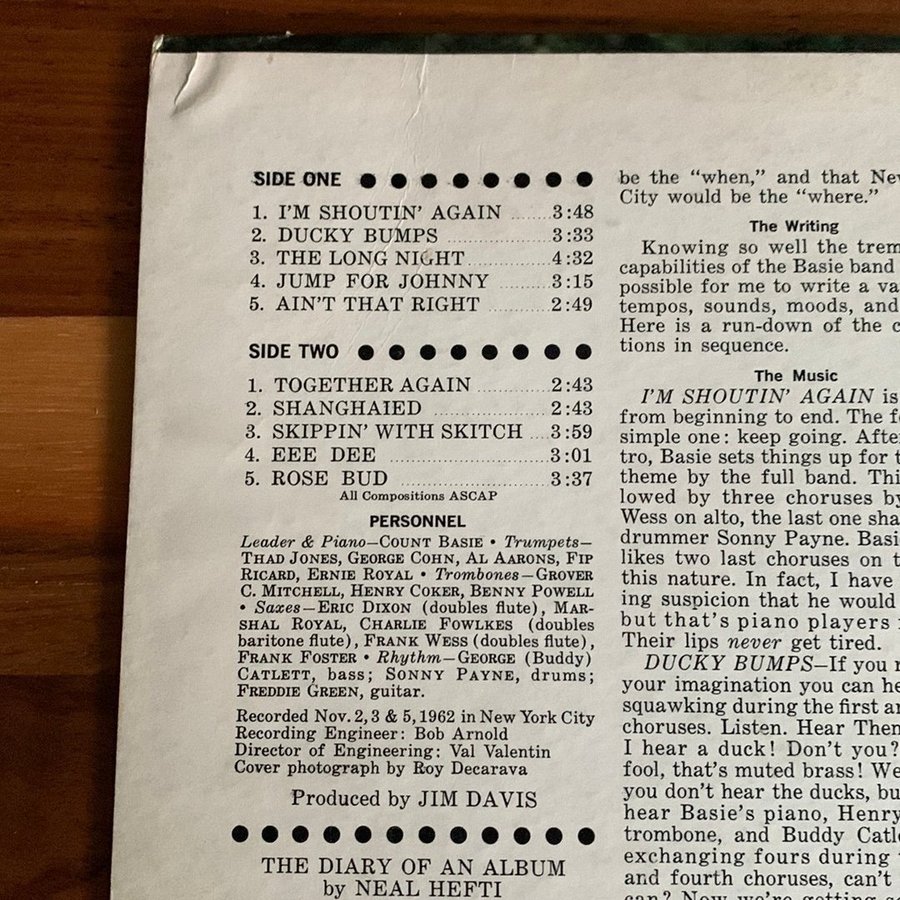 SIDE ONE
1. I'M SHOUTIN' AGAIN ...... 3:48
2. DUCKY BUMPS ................ 3:33
3. THE LONG NIGHT ............ 4:32
4. JUMP FOR JOHNNY ......... 3:15
5. AIN'T THAT RIGHT .......... 2:49
SIDE TWO
1. TOGETHER AGAIN ........... 2:43
2. SHANGHAIED ................. 2:43
3. SKIPPIN' WITH SKITCH ... 3:59
4. EEE DEE ......................... 3:01
5. ROSE BUD ....................... 3:37
All Compositions ASCAP
PERSONNEL
Leader & Piano—COUNT BASIE • Trumpets—
THAD JONES, GEORGE COHN, AL AARONS, FIP
RICARD, ERNIE ROYAL • Trombones—GROVER
C. MITCHELL, HENRY COKER, BENNY POWELL
• Saxes—ERIC DIXON (doubles flute), MAR-
SHAL ROYAL, CHARLIE FOWLKES (doubles
baritone flute), FRANK WESS (doubles flute),
FRANK FOSTER • Rhythm—GEORGE (Buddy)
CATLETT, bass; SONNY PAYNE, drums;
FREDDIE GREEN, guitar.
Recorded Nov. 2, 3 & 5, 1962 in New York City
Recording Engineer: Bob Arnold
Director of Engineering: Val Valentin
Cover photograph by Roy Decarava
Produced by JIM DAVIS
THE DIARY OF AN ALBUM
by NEAL HEFTI
be the “when,” and that New
City would be the “where.”
The Writing
Knowing so well the trem
capabilities of the Basie band
possible for me to write a va
tempos, sounds, moods, and
Here is a run-down of the c
tions in sequence.
The Music
I'M SHOUTIN' AGAIN is
from beginning to end. The fo
simple one: keep going. Afte
tro, Basie sets things up for t
theme by the full band. Thi
lowed by three choruses by
Wess on alto, the last one sha
drummer Sonny Payne. Basi
likes two last choruses on t
this nature. In fact, I have
ing suspicion that he would
but that's piano players
Their lips never get tired.
DUCKY BUMPS—If you
your imagination you can he
squawking during the first an
choruses. Listen. Hear Them
I hear a duck! Don't you?
fool, that's muted brass! We
you don't hear the ducks, bu
hear Basie's piano, Henry
trombone, and Buddy Catle
exchanging fours during
and fourth choruses, can't
can? Now we're getting